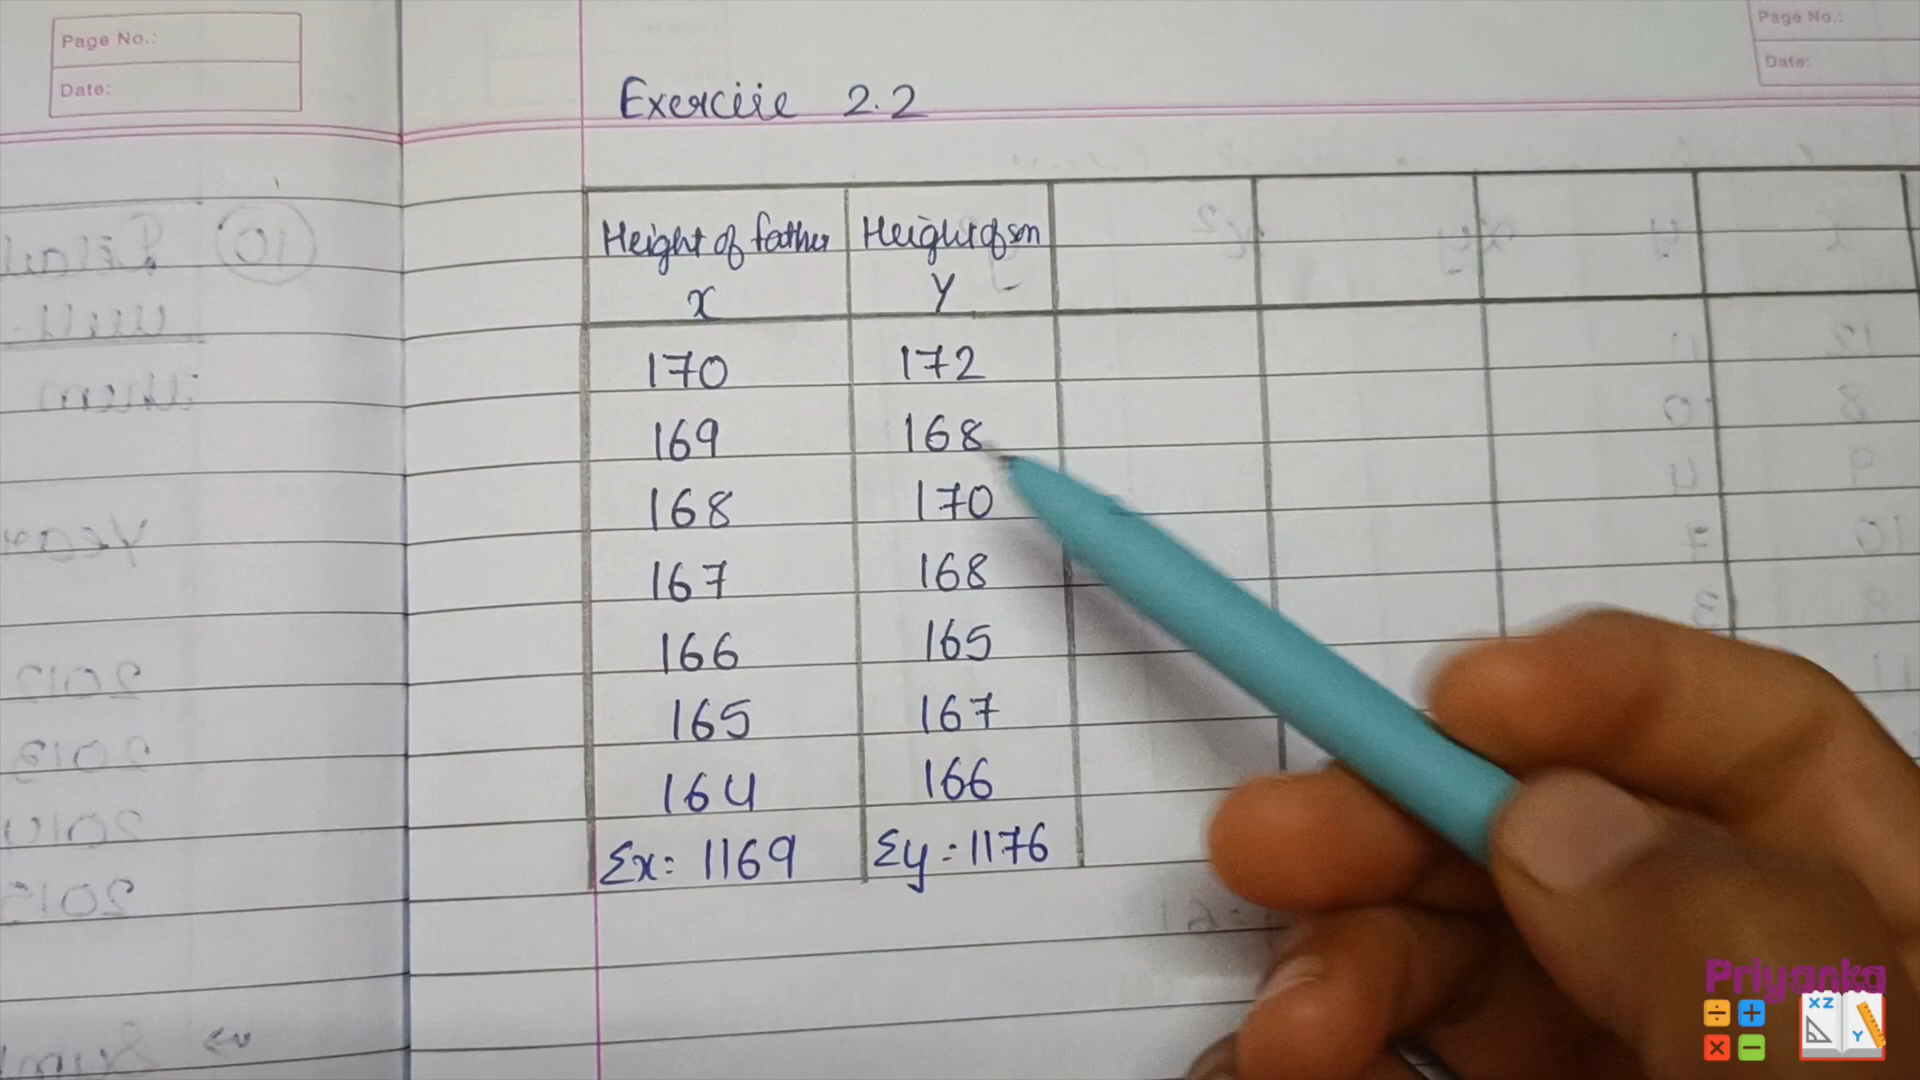 Page No.:
Date:
Page No.:
Date:
Exercise 2.2
Height of father Height of son
x y
170 172
169 168
168 170
167 168
166 165
165 167
164 166
Σx = 1169 Σy = 1176
Priyanka
XZ
Y